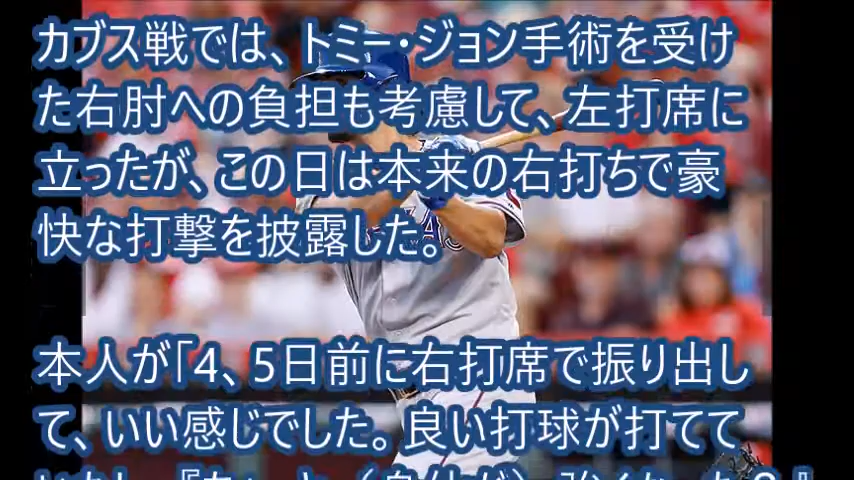 カブス戦では、トミー・ジョン手術を受け
た右肘への負担も考慮して、左打席に
立ったが、この日は本来の右打ちで豪
快な打撃を披露した。
本人が「4、5日前に右打席で振り出し
て、いい感じでした。良い打球が打てて